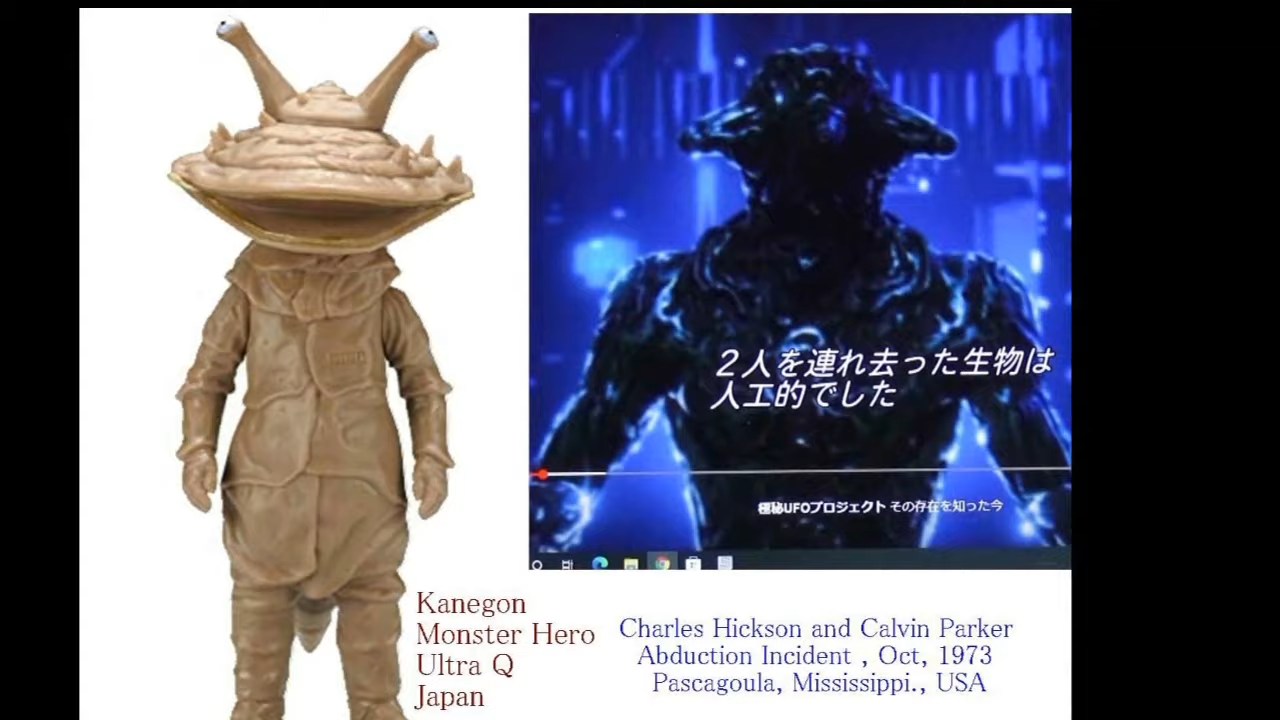 Kanegon
Monster Hero
Ultra Q
Japan
2人を連れ去った生物は
人工的でした
極秘UFOプロジェクト その存在を知った今
Charles Hickson and Calvin Parker
Abduction Incident , Oct, 1973
Pascagoula, Mississippi., USA